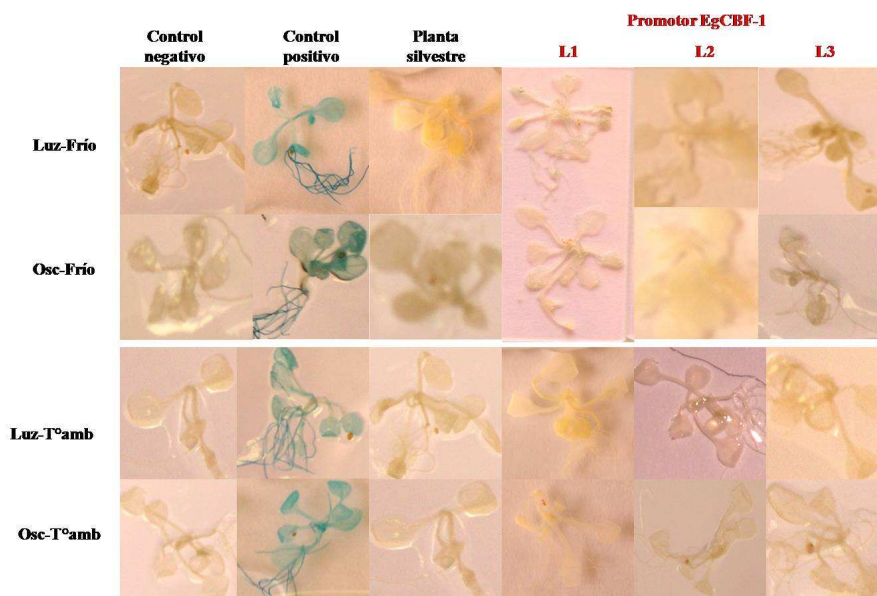 Promotor EgCBF-1
Control negativo
Control positivo
Planta silvestre
L1
L2
L3
Luz-Frío
Osc-Frío
Luz-T°amb
Osc-T°amb